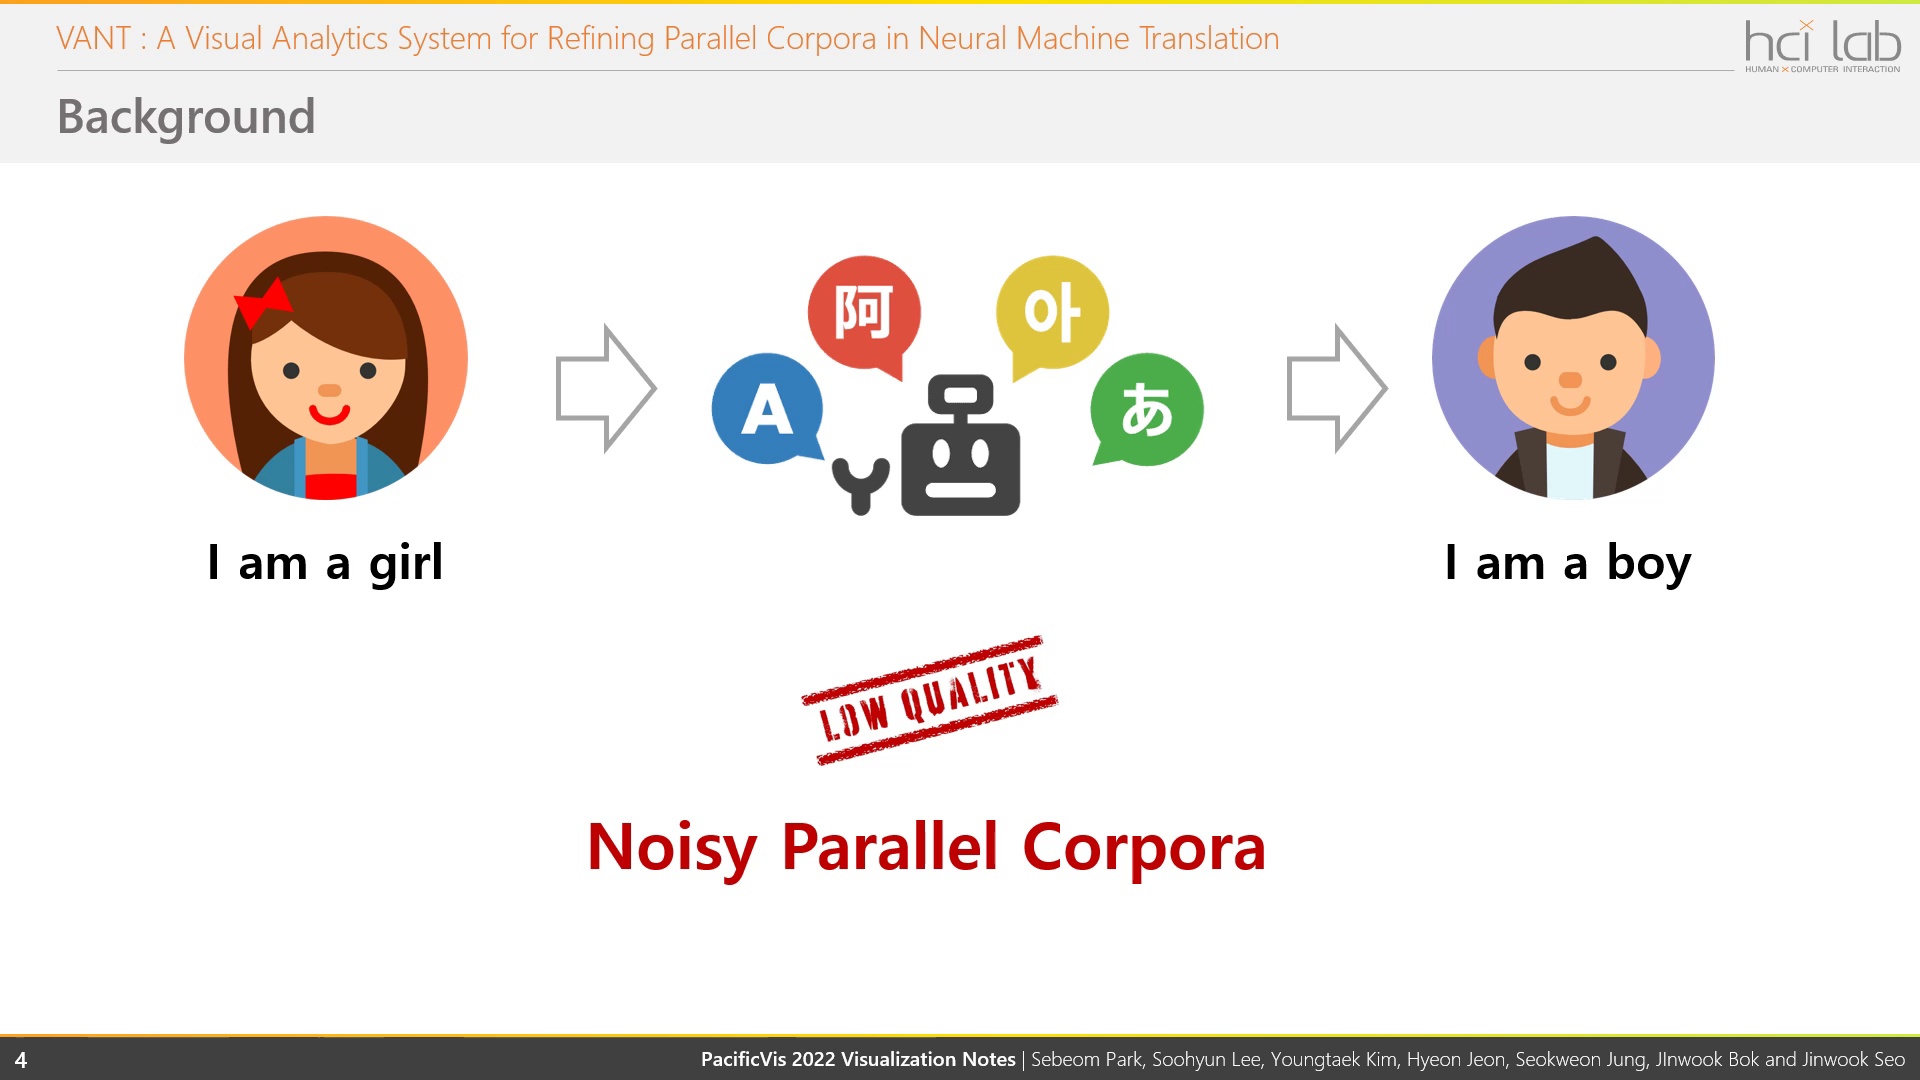 VANT : A Visual Analytics System for Refining Parallel Corpora in Neural Machine Translation
hci lab
HUMAN × COMPUTER INTERACTION
Background
阿
아
A
あ
I am a girl
I am a boy
LOW QUALITY
Noisy Parallel Corpora
4
PacificVis 2022 Visualization Notes | Sebeom Park, Soohyun Lee, Youngtaek Kim, Hyeon Jeon, Seokweon Jung, JInwook Bok and Jinwook Seo